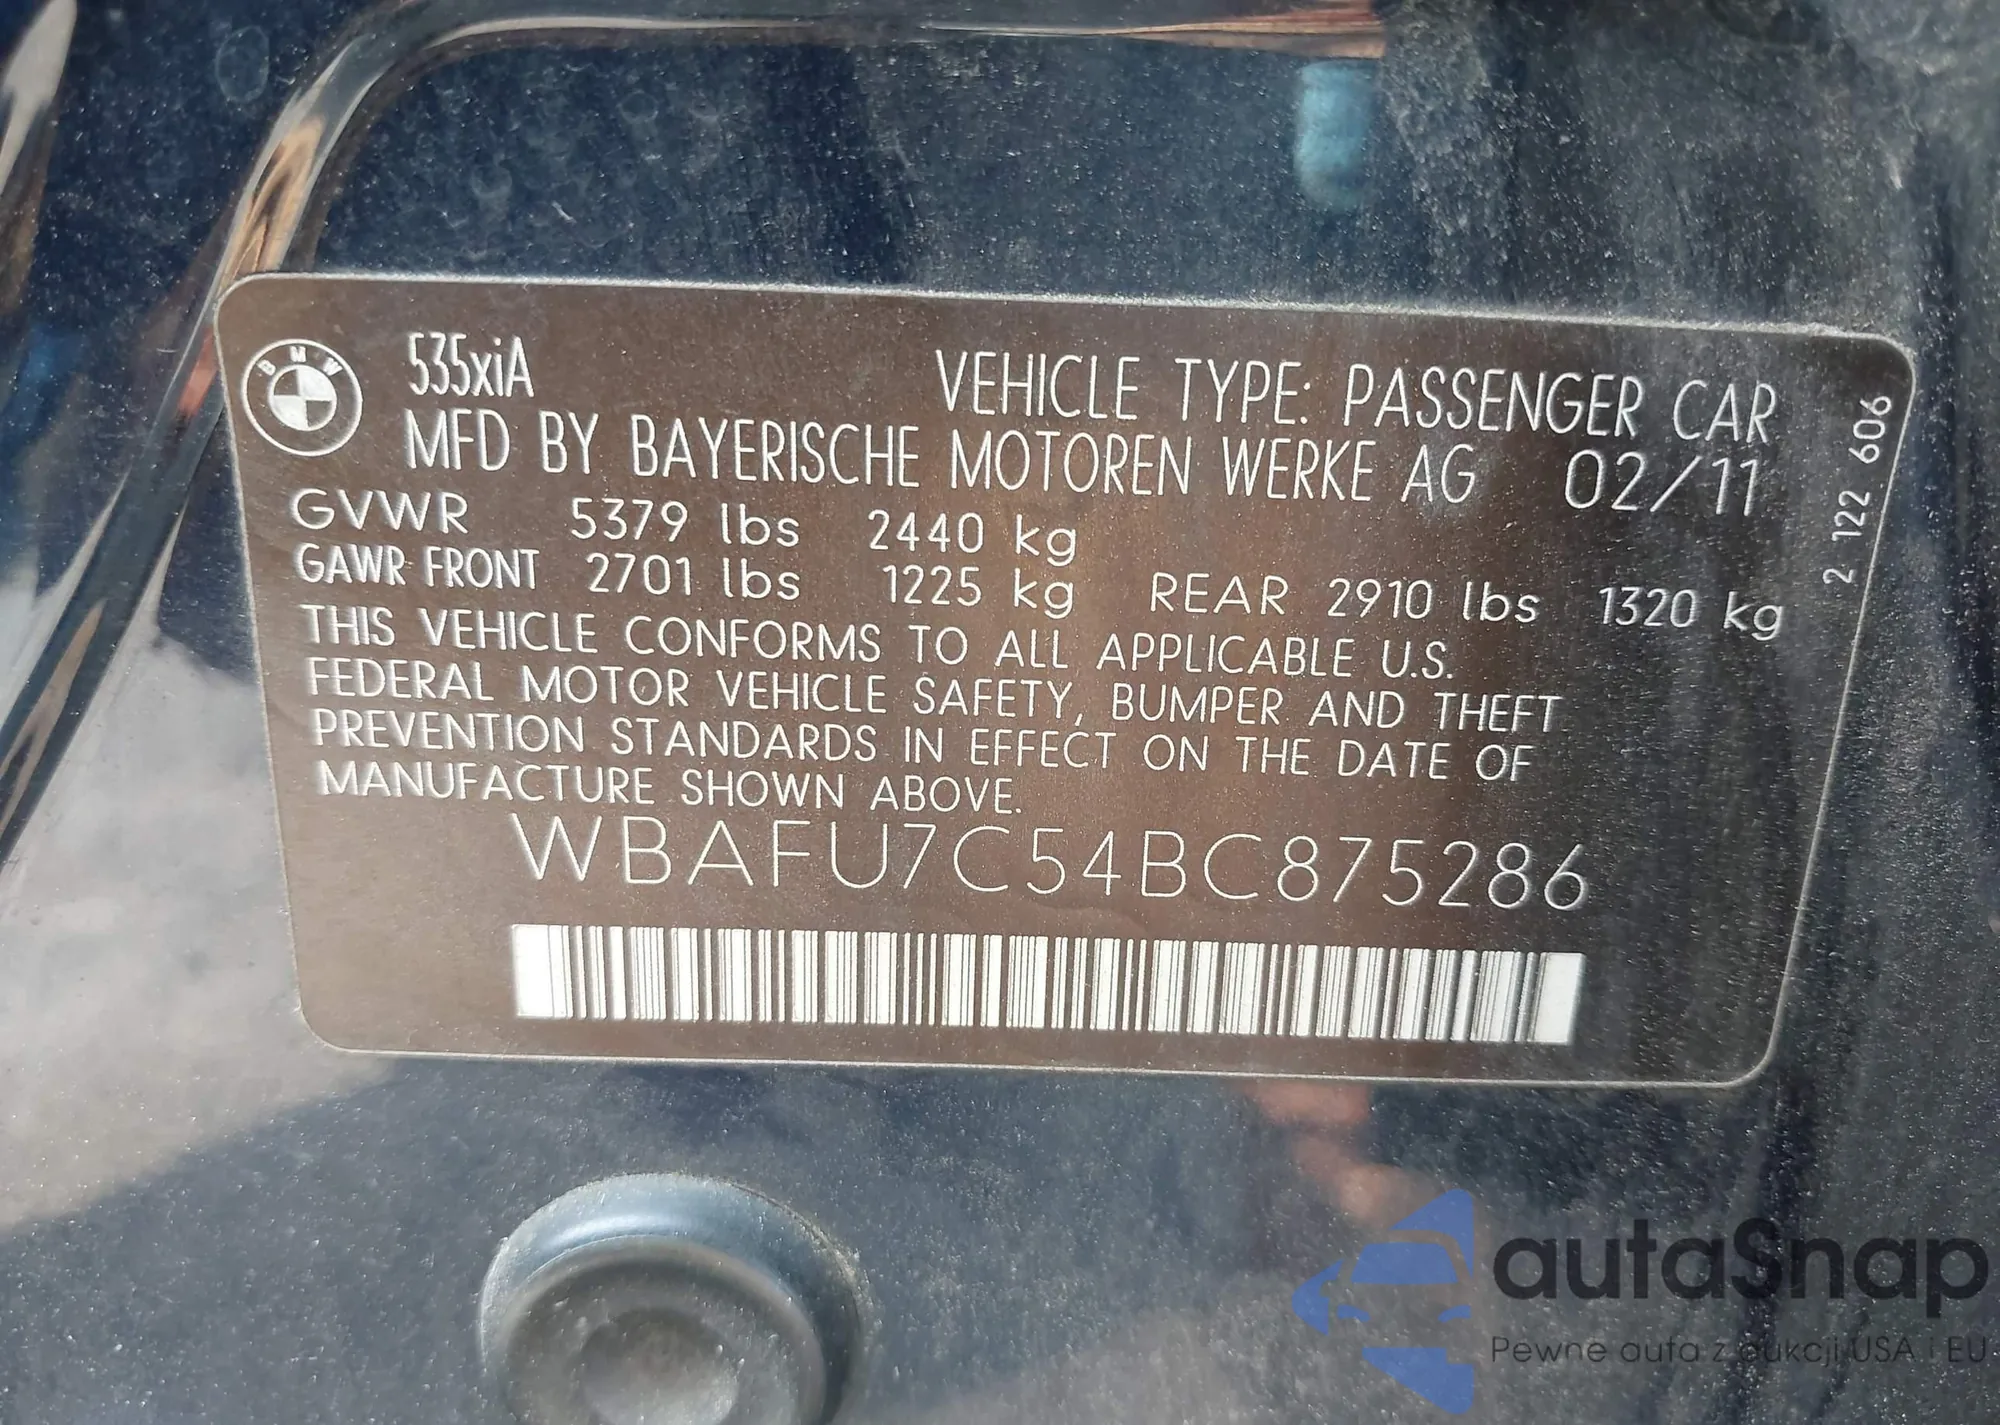 BMW
535xiA
VEHICLE TYPE: PASSENGER CAR
MFD BY BAYERISCHE MOTOREN WERKE AG 02/11
GVWR 5379 lbs 2440 kg
GAWR FRONT 2701 lbs 1225 kg REAR 2910 lbs 1320 kg
THIS VEHICLE CONFORMS TO ALL APPLICABLE U.S.
FEDERAL MOTOR VEHICLE SAFETY, BUMPER AND THEFT
PREVENTION STANDARDS IN EFFECT ON THE DATE OF
MANUFACTURE SHOWN ABOVE.
WBAFU7C54BC875286
2 122 606
autaSnap
Pewne auta z aukcji USA i EU